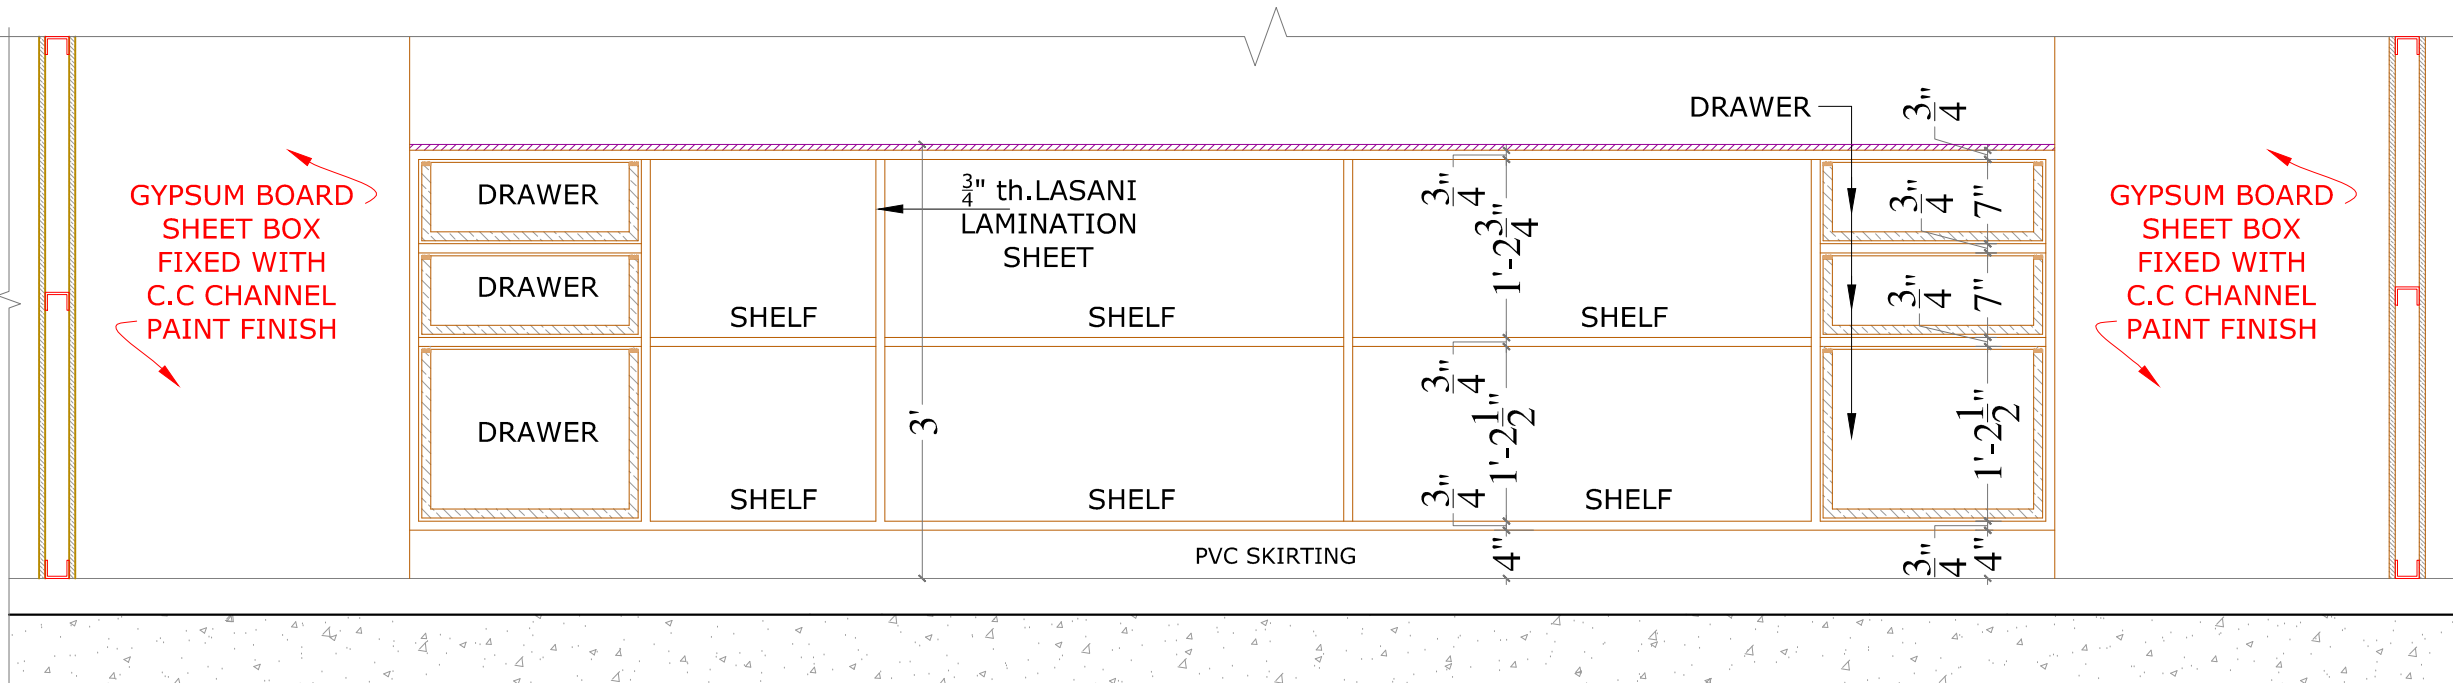 DRAWER
3/4"
GYPSUM BOARD
SHEET BOX
FIXED WITH
C.C CHANNEL
PAINT FINISH
DRAWER
DRAWER
DRAWER
3/4" th.LASANI
LAMINATION
SHEET
3/4"
1'-2 3/4"
3/4"
7"
3/4"
7"
GYPSUM BOARD
SHEET BOX
FIXED WITH
C.C CHANNEL
PAINT FINISH
SHELF
SHELF
SHELF
3'
3/4"
1'-2 1/2"
1'-2 1/2"
SHELF
SHELF
3/4"
SHELF
PVC SKIRTING
4"
3/4"
4"